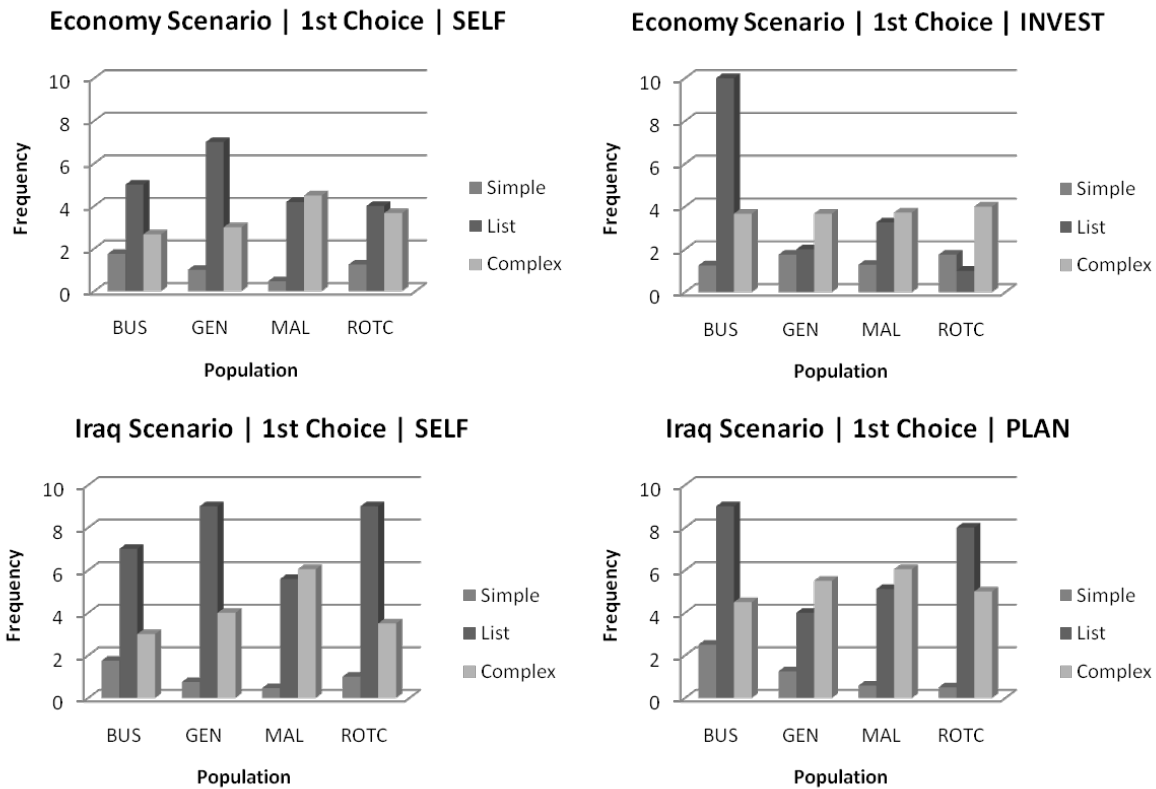 Economy Scenario | 1st Choice | SELF
Frequency
10
8
6
4
2
0
BUS GEN MAL ROTC
Population
Simple
List
Complex
Economy Scenario | 1st Choice | INVEST
Frequency
10
8
6
4
2
0
BUS GEN MAL ROTC
Population
Simple
List
Complex
Iraq Scenario | 1st Choice | SELF
Frequency
10
8
6
4
2
0
BUS GEN MAL ROTC
Population
Simple
List
Complex
Iraq Scenario | 1st Choice | PLAN
Frequency
10
8
6
4
2
0
BUS GEN MAL ROTC
Population
Simple
List
Complex